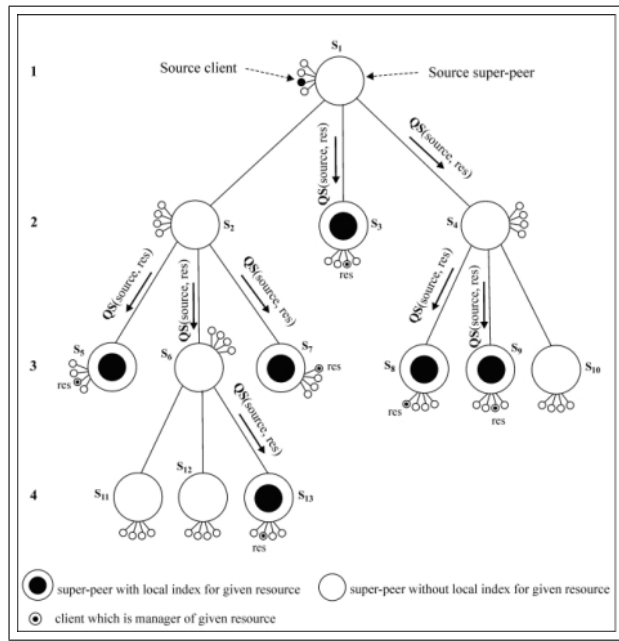 S1
1
Source client
Source super-peer
QS(source, res)
QS(source, res)
2
S2
S3
S4
res
QS(source, res)
QS(source, res)
QS(source, res)
QS(source, res)
QS(source, res)
3
S5
S6
S7
S8
S9
S10
res
res
res
res
QS(source, res)
4
S11
S12
S13
res
super-peer with local index for given resource
super-peer without local index for given resource
client which is manager of given resource